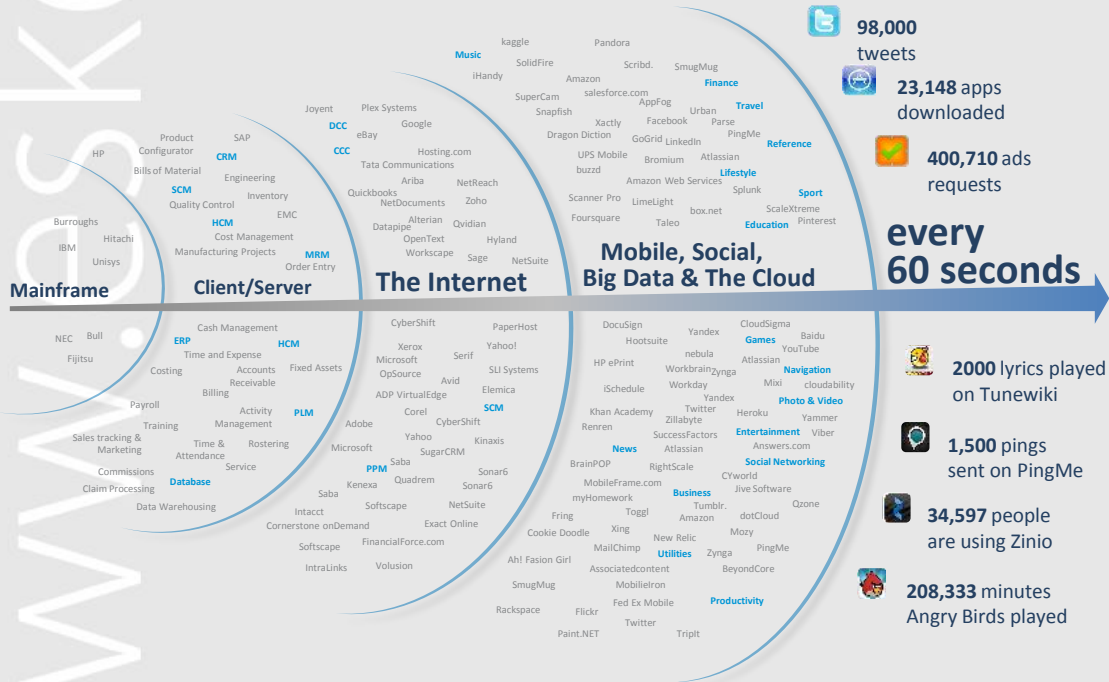 www.esk
Mainframe
HP
Burroughs
Hitachi
IBM
Unisys
NEC
Bull
Fijitsu
Client/Server
Product
Configurator
SAP
CRM
Bills of Material
Engineering
SCM
Inventory
Quality Control
EMC
HCM
Cost Management
Manufacturing Projects
MRM
Order Entry
Cash Management
ERP
HCM
Time and Expense
Costing
Accounts
Receivable
Fixed Assets
Billing
Payroll
Activity
Management
PLM
Training
Sales tracking &
Marketing
Time &
Attendance
Rostering
Commissions
Service
Claim Processing
Database
Data Warehousing
The Internet
Joyent
Plex Systems
DCC
Google
eBay
CCC
Hosting.com
Tata Communications
Ariba
NetReach
Quickbooks
NetDocuments
Zoho
Alterian
Datapipe
Qvidian
OpenText
Hyland
Workscape
Sage
NetSuite
CyberShift
PaperHost
Xerox
Yahoo!
Microsoft
Serif
OpSource
SLI Systems
Avid
ADP VirtualEdge
Elemica
Corel
SCM
Adobe
CyberShift
Yahoo
Kinaxis
Microsoft
SugarCRM
Saba
PPM
Sonar6
Kenexa
Quadrem
Sonar6
Saba
Intacct
Softscape
NetSuite
Cornerstone onDemand
Exact Online
Softscape
FinancialForce.com
IntraLinks
Volusion
Mobile, Social,
Big Data & The Cloud
kaggle
Pandora
Music
SolidFire
Scribd.
SmugMug
iHandy
Amazon
Finance
SuperCam
salesforce.com
Snapfish
AppFog
Travel
Urban
Xactly
Facebook
Parse
Dragon Diction
GoGrid
LinkedIn
PingMe
Reference
UPS Mobile
Bromium
Atlassian
buzzd
Lifestyle
Amazon Web Services
Splunk
Sport
Scanner Pro
LimeLight
box.net
ScaleXtreme
Foursquare
Taleo
Education
Pinterest
DocuSign
Yandex
CloudSigma
Hootsuite
Games
Baidu
YouTube
nebula
HP ePrint
Atlassian
Workbrain
Zynga
Navigation
iSchedule
Workday
Mixi
cloudability
Yandex
Photo & Video
Khan Academy
Twitter
Heroku
Yammer
Renren
Zillabyte
SuccessFactors
Entertainment
Viber
News
Atlassian
Answers.com
BrainPOP
RightScale
Social Networking
MobileFrame.com
CYworld
myHomework
Business
Jive Software
Fring
Toggl
Tumblr.
Qzone
Amazon
dotCloud
Cookie Doodle
Xing
New Relic
Mozy
MailChimp
Utilities
Zynga
PingMe
Ah! Fasion Girl
Associatedcontent
BeyondCore
SmugMug
MobilieIron
Rackspace
Flickr
Fed Ex Mobile
Productivity
Twitter
Paint.NET
TripIt
98,000
tweets
23,148 apps
downloaded
400,710 ads
requests
every
60 seconds
2000 lyrics played
on Tunewiki
1,500 pings
sent on PingMe
34,597 people
are using Zinio
208,333 minutes
Angry Birds played